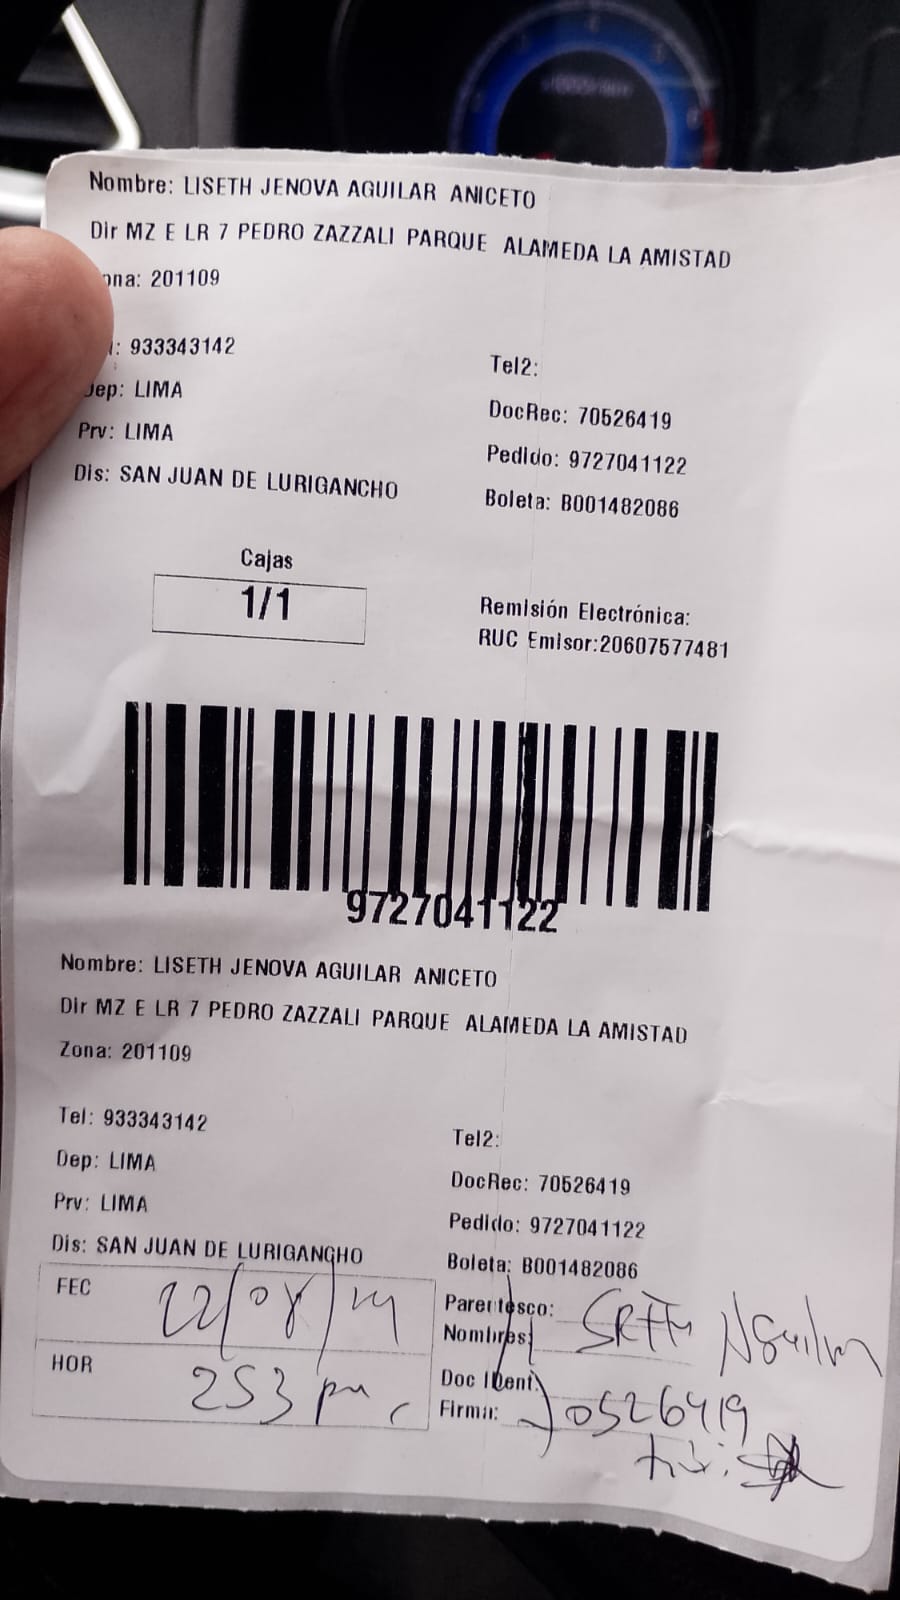 Nombre: LISETH JENOVA AGUILAR ANICETO
Dir MZ E LR 7 PEDRO ZAZZALI PARQUE ALAMEDA LA AMISTAD
ona: 201109
: 933343142
Dep: LIMA
Tel2:
Prv: LIMA
DocRec: 70526419
Dis: SAN JUAN DE LURIGANCHO
Pedido: 9727041122
Boleta: B001482086
Cajas
1/1
Remisión Electrónica:
RUC Emisor:20607577481
9727041122
Nombre: LISETH JENOVA AGUILAR ANICETO
Dir MZ E LR 7 PEDRO ZAZZALI PARQUE ALAMEDA LA AMISTAD
Zona: 201109
Tel: 933343142
Tel2:
Dep: LIMA
DocRec: 70526419
Prv: LIMA
Pedido: 9727041122
Dis: SAN JUAN DE LURIGANCHO
Boleta: B001482086
FEC 22/08/
Parentesco:
Nombres:
HOR 253 pm
Doc Ident:
Firma: 70526419